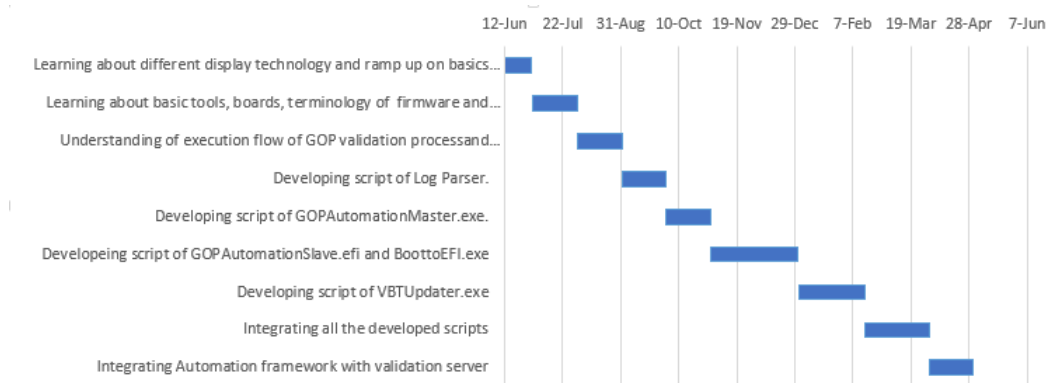 12-Jun 22-Jul 31-Aug 10-Oct 19-Nov 29-Dec 7-Feb 19-Mar 28-Apr 7-Jun
Learning about different display technology and ramp up on basics...
Learning about basic tools, boards, terminology of firmware and...
Understanding of execution flow of GOP validation processand...
Developing script of Log Parser.
Developing script of GOPAutomationMaster.exe.
Developeing script of GOPAutomationSlave.efi and BoottoEFI.exe
Developing script of VBTUpdater.exe
Integrating all the developed scripts
Integrating Automation framework with validation server